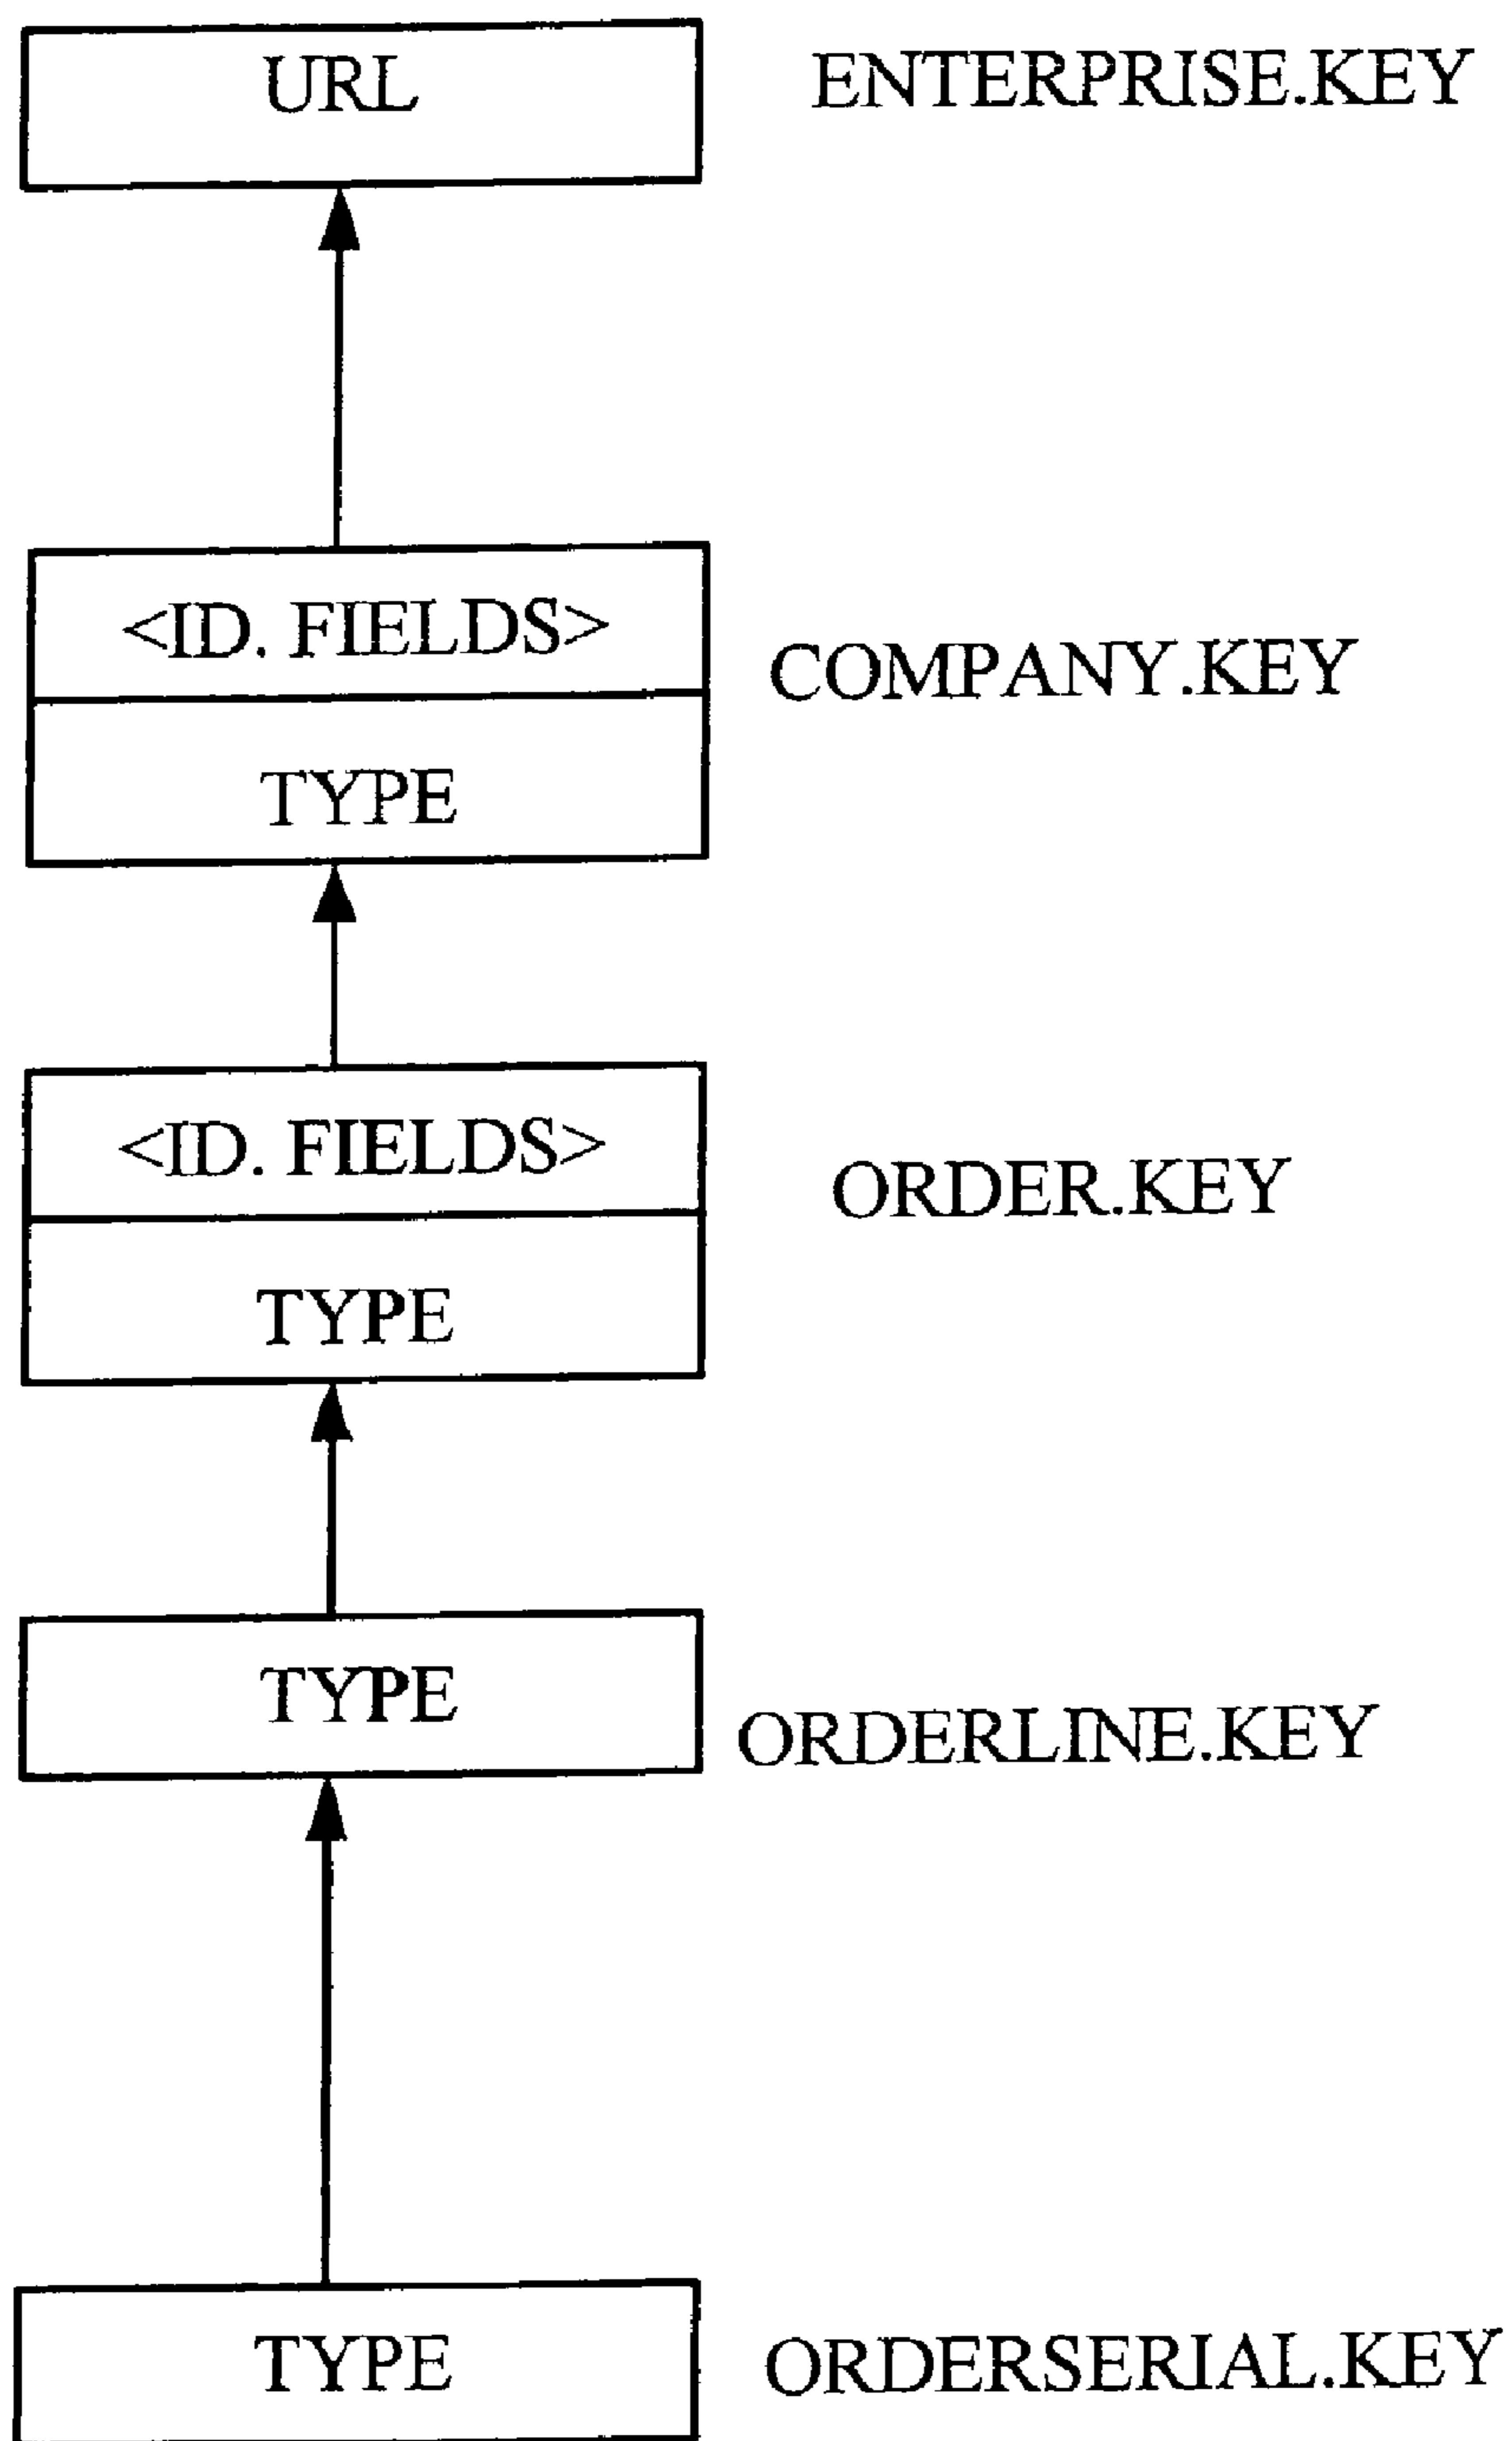 URL
ENTERPRISE.KEY
<ID. FIELDS>
COMPANY.KEY
TYPE
<ID. FIELDS>
ORDER.KEY
TYPE
TYPE
ORDERLINE.KEY
TYPE
ORDERSERIAL.KEY